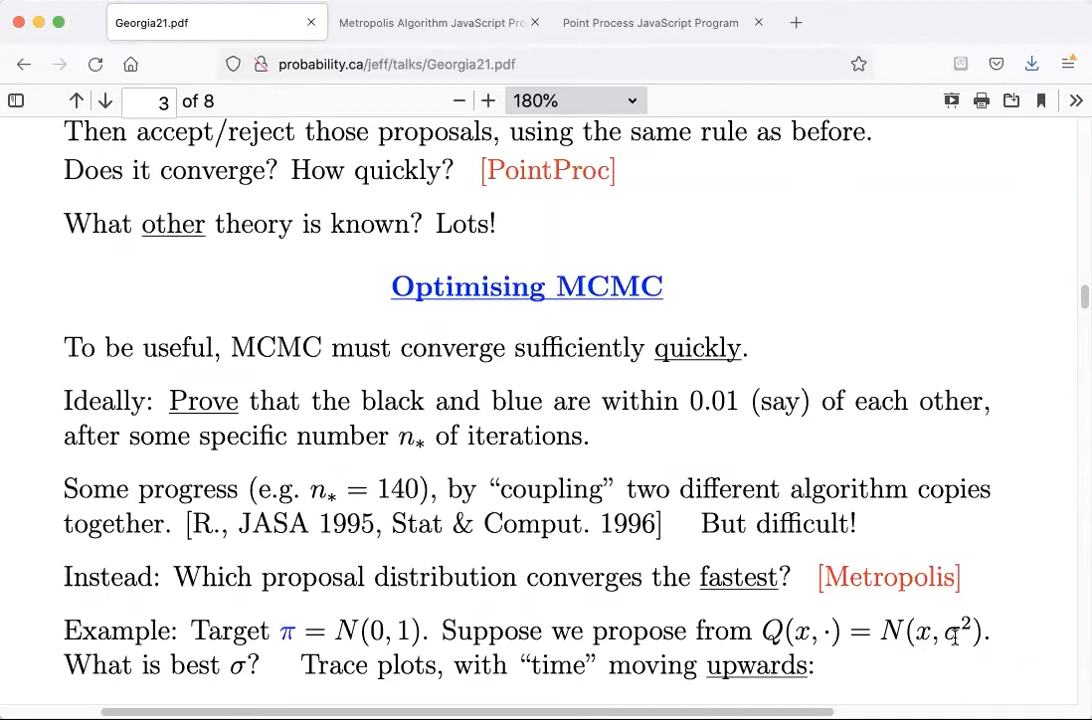 Georgia21.pdf
Metropolis Algorithm JavaScript Pro
Point Process JavaScript Program
probability.ca/jeff/talks/Georgia21.pdf
3 of 8
180%
Then accept/reject those proposals, using the same rule as before.
Does it converge? How quickly? [PointProc]
What other theory is known? Lots!
Optimising MCMC
To be useful, MCMC must converge sufficiently quickly.
Ideally: Prove that the black and blue are within 0.01 (say) of each other,
after some specific number n∗ of iterations.
Some progress (e.g. n∗ = 140), by “coupling” two different algorithm copies
together. [R., JASA 1995, Stat & Comput. 1996] But difficult!
Instead: Which proposal distribution converges the fastest? [Metropolis]
Example: Target π = N(0, 1). Suppose we propose from Q(x, ·) = N(x, σ²).
What is best σ? Trace plots, with “time” moving upwards: